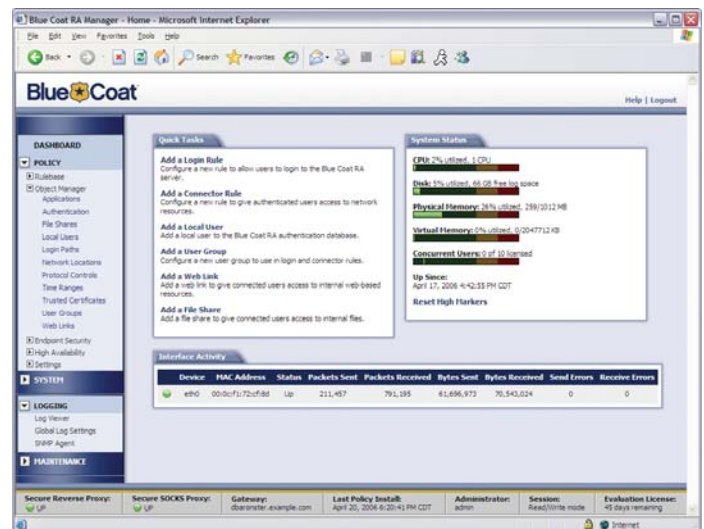 Blue Coat RA Manager - Home - Microsoft Internet Explorer
File Edit View Favorites Tools Help
Back Search Favorites
Blue Coat
Help | Logout
DASHBOARD
POLICY
Rulebase
Object Manager
Applications
Authentication
File Shares
Local Users
Login Paths
Network Locations
Protocol Controls
Time Ranges
Trusted Certificates
User Groups
Web Links
Endpoint Security
High Availability
Settings
SYSTEM
LOGGING
Log Viewer
Global Log Settings
SNMP Agent
MAINTENANCE
Quick Tasks
Add a Login Rule
Configure a new rule to allow users to login to the Blue Coat RA
server.
Add a Connector Rule
Configure a new rule to give authenticated users access to network
resources.
Add a Local User
Add a local user to the Blue Coat RA authentication database.
Add a User Group
Configure a new user group to use in login and connector rules.
Add a Web Link
Add a web link to give connected users access to internal web-based
resources.
Add a File Share
Add a file share to give connected users access to internal files.
System Status
CPU: 2% utilized, 1 CPU
Disk: 5% utilized, 66 GB free log space
Physical Memory: 26% utilized, 259/1012 MB
Virtual Memory: 0% utilized, 0/2047712 KB
Concurrent Users: 0 of 10 licensed
Up Since:
April 17, 2006 4:42:55 PM CDT
Reset High Markers
Interface Activity
Device MAC Address Status Packets Sent Packets Received Bytes Sent Bytes Received Send Errors Receive Errors
eth0 00:0c:f1:72:cf:8d Up 211,457 791,195 61,696,973 70,543,024 0 0
Secure Reverse Proxy: Secure SOCKS Proxy: Gateway: Last Policy Install: Administrator: Session: Evaluation License:
UP UP dbaronster.example.com April 20, 2006 6:20:41 PM CDT admin Read/Write mode 45 days remaining
Internet